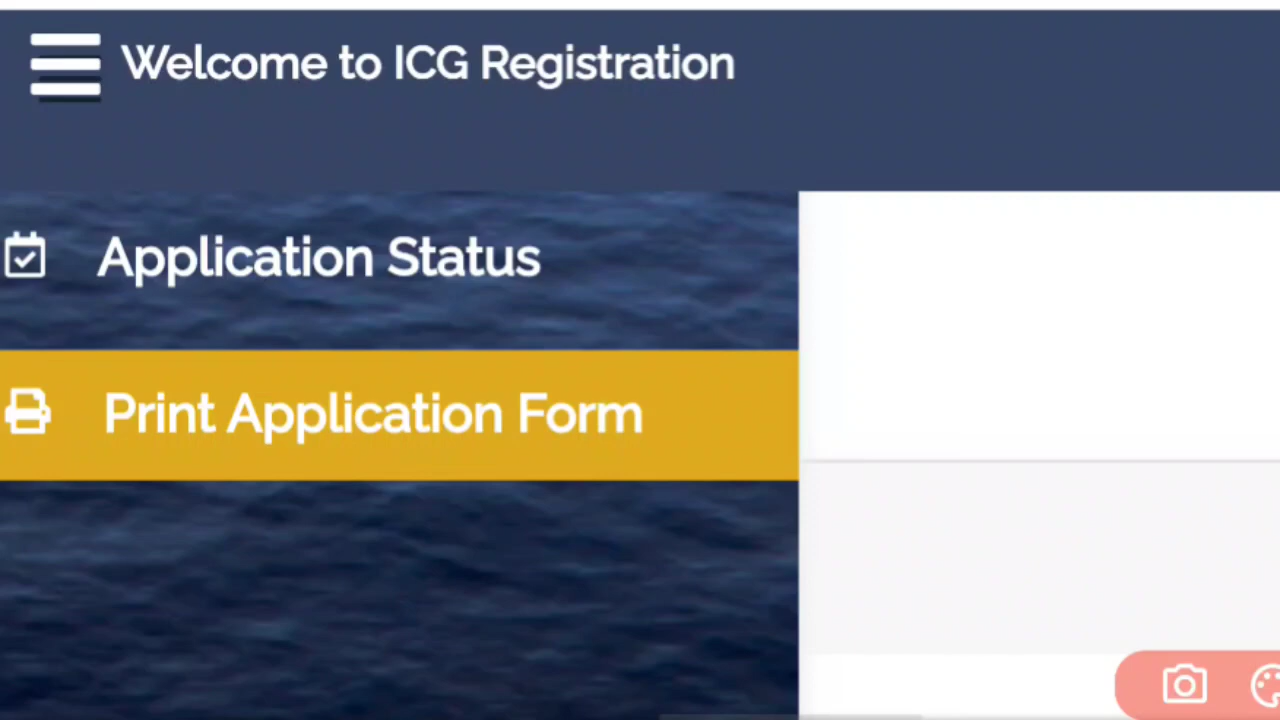 Welcome to ICG Registration
Application Status
Print Application Form